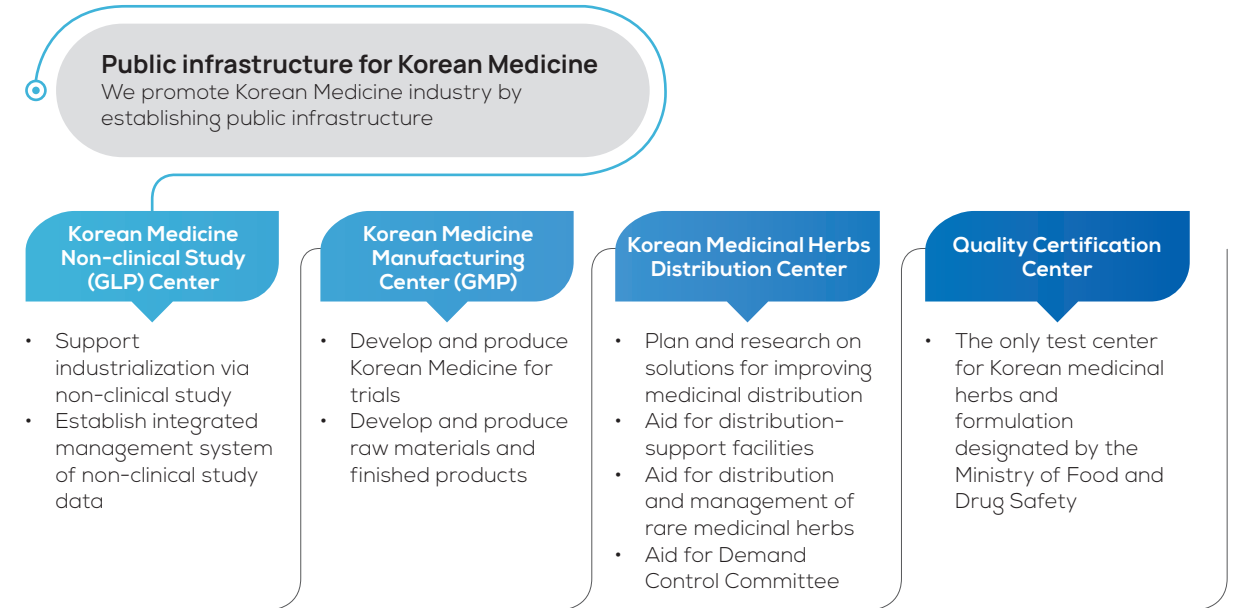 Public infrastructure for Korean Medicine
We promote Korean Medicine industry by
establishing public infrastructure
Korean Medicine
Non-clinical Study
(GLP) Center
• Support
industrialization via
non-clinical study
• Establish integrated
management system
of non-clinical study
data
Korean Medicine
Manufacturing
Center (GMP)
• Develop and produce
Korean Medicine for
trials
• Develop and produce
raw materials and
finished products
Korean Medicinal Herbs
Distribution Center
• Plan and research on
solutions for improving
medicinal distribution
• Aid for distribution-
support facilities
• Aid for distribution
and management of
rare medicinal herbs
• Aid for Demand
Control Committee
Quality Certification
Center
• The only test center
for Korean medicinal
herbs and
formulation
designated by the
Ministry of Food and
Drug Safety